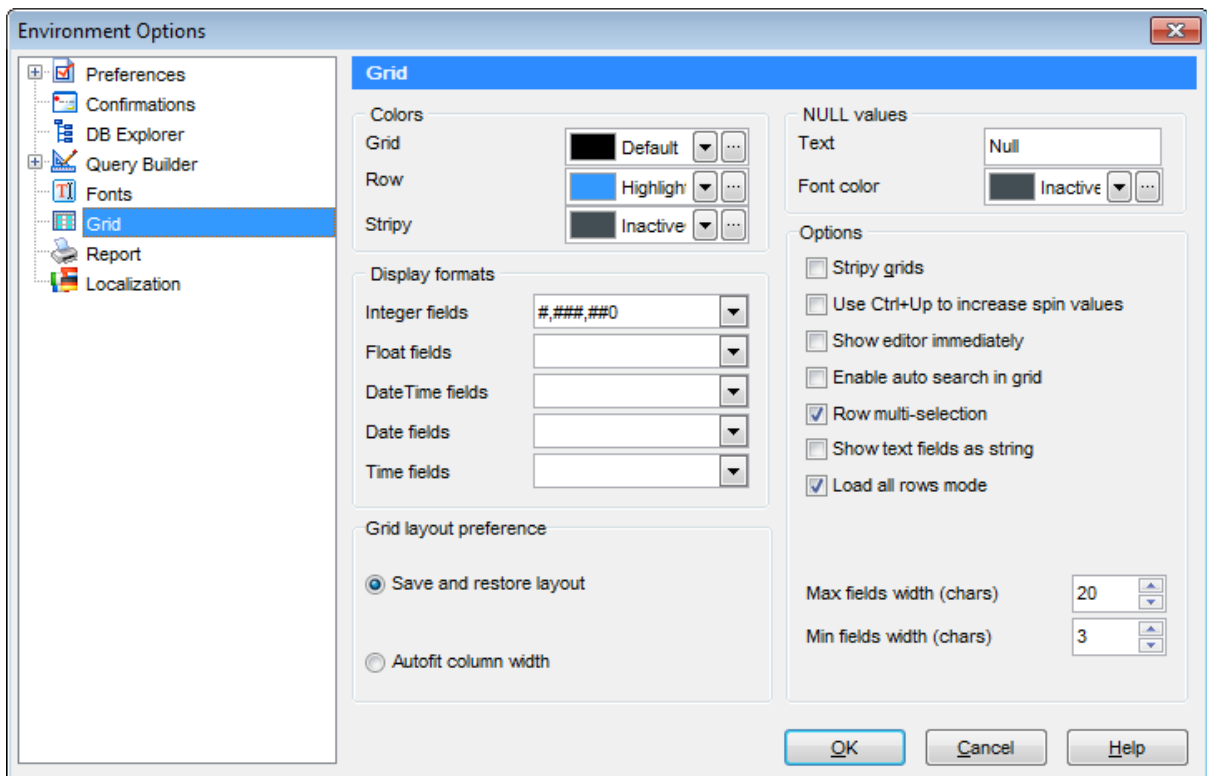 Environment Options
Preferences
Confirmations
DB Explorer
Query Builder
Fonts
Grid
Report
Localization
Grid
Colors
Grid
Default
Row
Highligh
Stripy
Inactive
Display formats
Integer fields
#,###,##0
Float fields
DateTime fields
Date fields
Time fields
Grid layout preference
Save and restore layout
Autofit column width
NULL values
Text
Null
Font color
Inactive
Options
Stripy grids
Use Ctrl+Up to increase spin values
Show editor immediately
Enable auto search in grid
Row multi-selection
Show text fields as string
Load all rows mode
Max fields width (chars)
20
Min fields width (chars)
3
OK
Cancel
Help